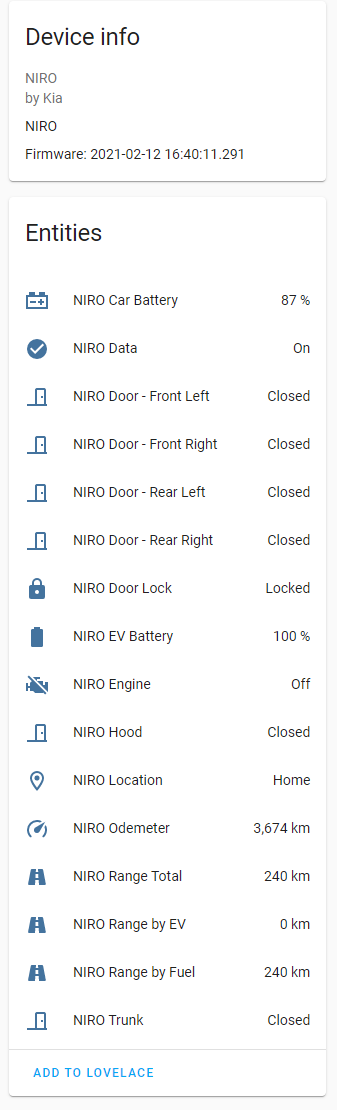 Device info
NIRO
by Kia
NIRO
Firmware: 2021-02-12 16:40:11.291
Entities
NIRO Car Battery 87 %
NIRO Data On
NIRO Door - Front Left Closed
NIRO Door - Front Right Closed
NIRO Door - Rear Left Closed
NIRO Door - Rear Right Closed
NIRO Door Lock Locked
NIRO EV Battery 100 %
NIRO Engine Off
NIRO Hood Closed
NIRO Location Home
NIRO Odemeter 3,674 km
NIRO Range Total 240 km
NIRO Range by EV 0 km
NIRO Range by Fuel 240 km
NIRO Trunk Closed
ADD TO LOVELACE